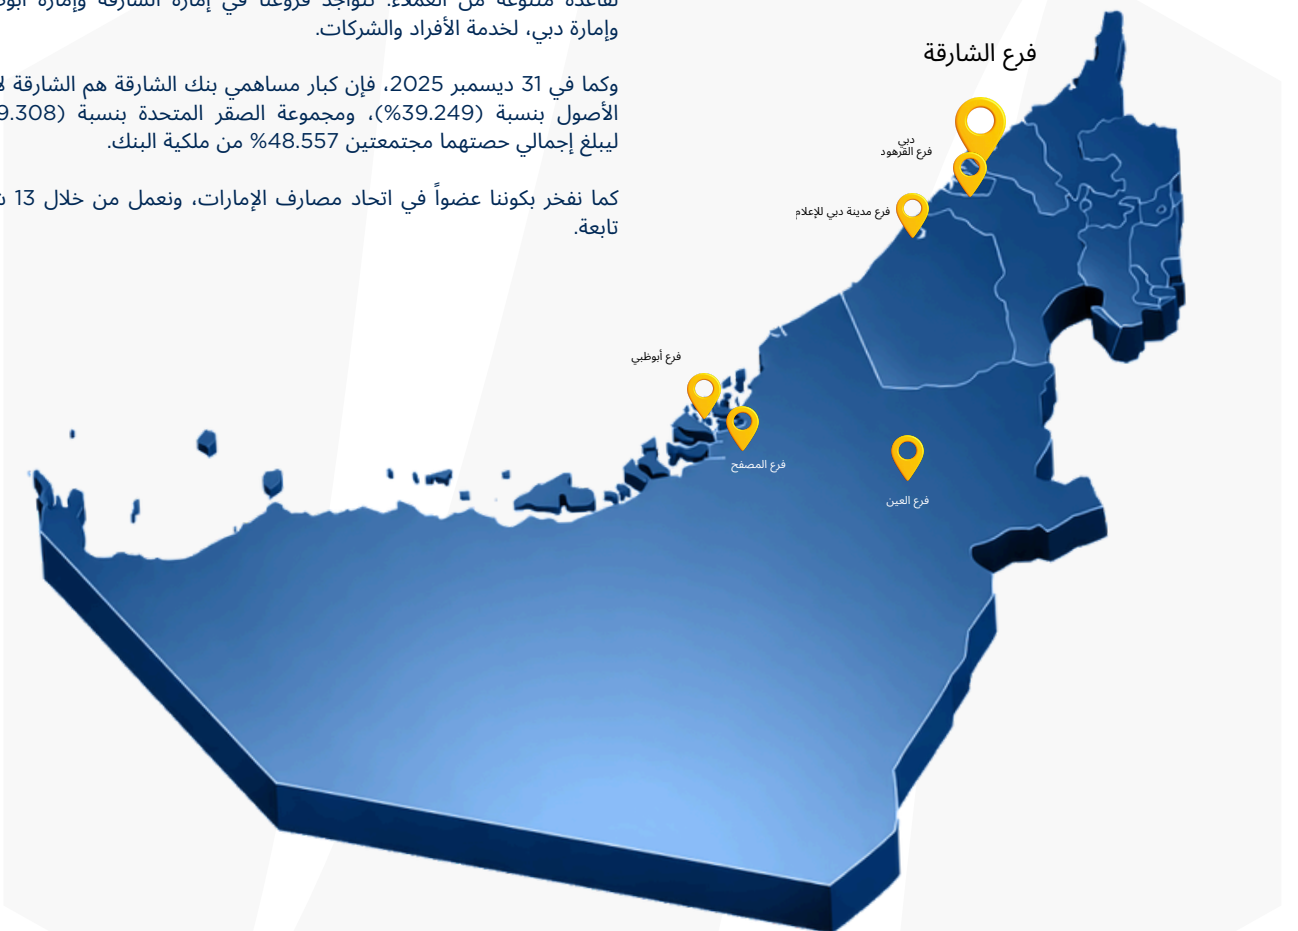 لقاعدة متنوعة من العملاء. تتواجد فروعنا في إمارة الشارقة وإمارة
وإمارة دبي، لخدمة الأفراد والشركات.
وكما في 31 ديسمبر 2025، فإن كبار مساهمي بنك الشارقة هم الشارقة
الأصول بنسبة (39.249%)، ومجموعة الصقر المتحدة بنسبة (9.308
ليبلغ إجمالي حصتهما مجتمعتين 48.557% من ملكية البنك.
كما نفخر بكوننا عضواً في اتحاد مصارف الإمارات، ونعمل من خلال 13
تابعة.
فرع الشارقة
دبي
فرع القرهود
فرع مدينة دبي للإعلام
فرع أبوظبي
فرع المصفح
فرع العين